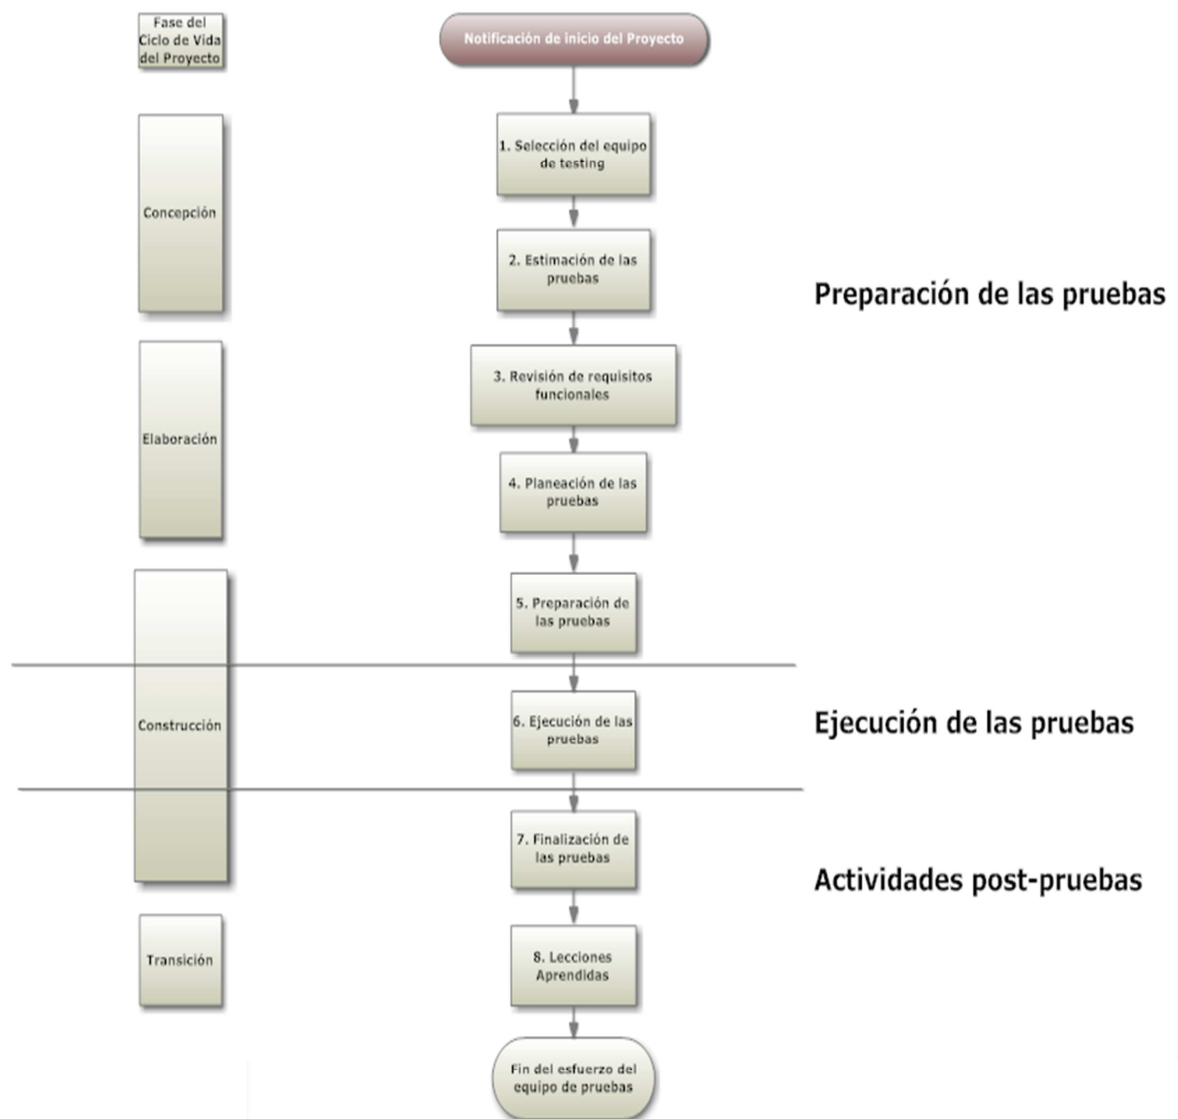 Fase del
Ciclo de Vida
del Proyecto
Notificación de inicio del Proyecto
Concepción
1. Selección del equipo
de testing
2. Estimación de las
pruebas
Preparación de las pruebas
Elaboración
3. Revisión de requisitos
funcionales
4. Planeación de las
pruebas
5. Preparación de
las pruebas
Construcción
6. Ejecución de las
pruebas
Ejecución de las pruebas
7. Finalización de
las pruebas
Actividades post-pruebas
Transición
8. Lecciones
Aprendidas
Fin del esfuerzo del
equipo de pruebas